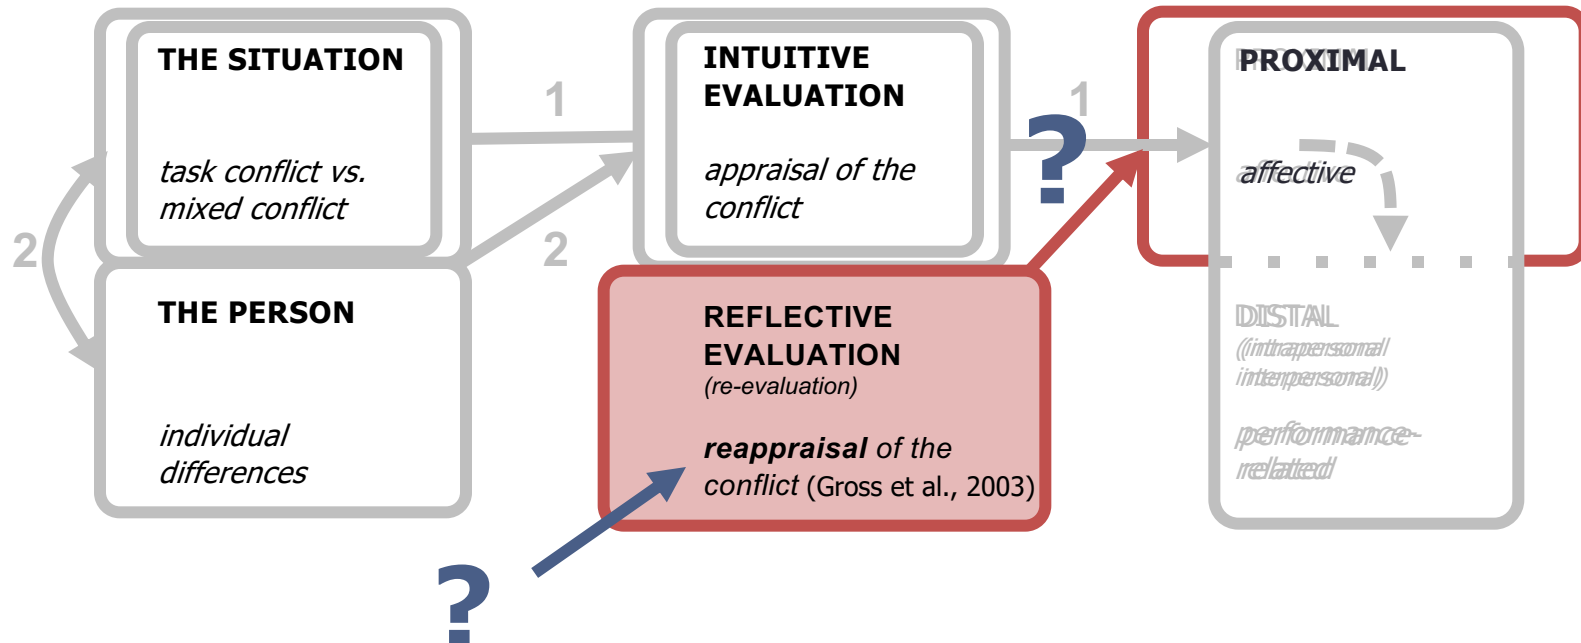 THE SITUATION
task conflict vs.
mixed conflict
1
INTUITIVE
EVALUATION
appraisal of the
conflict
1
?
PROXIMAL
affective
2
2
THE PERSON
individual
differences
REFLECTIVE
EVALUATION
(re-evaluation)
reappraisal of the
conflict (Gross et al., 2003)
DISTAL
(intrapersonal
interpersonal)
performance-
related
?